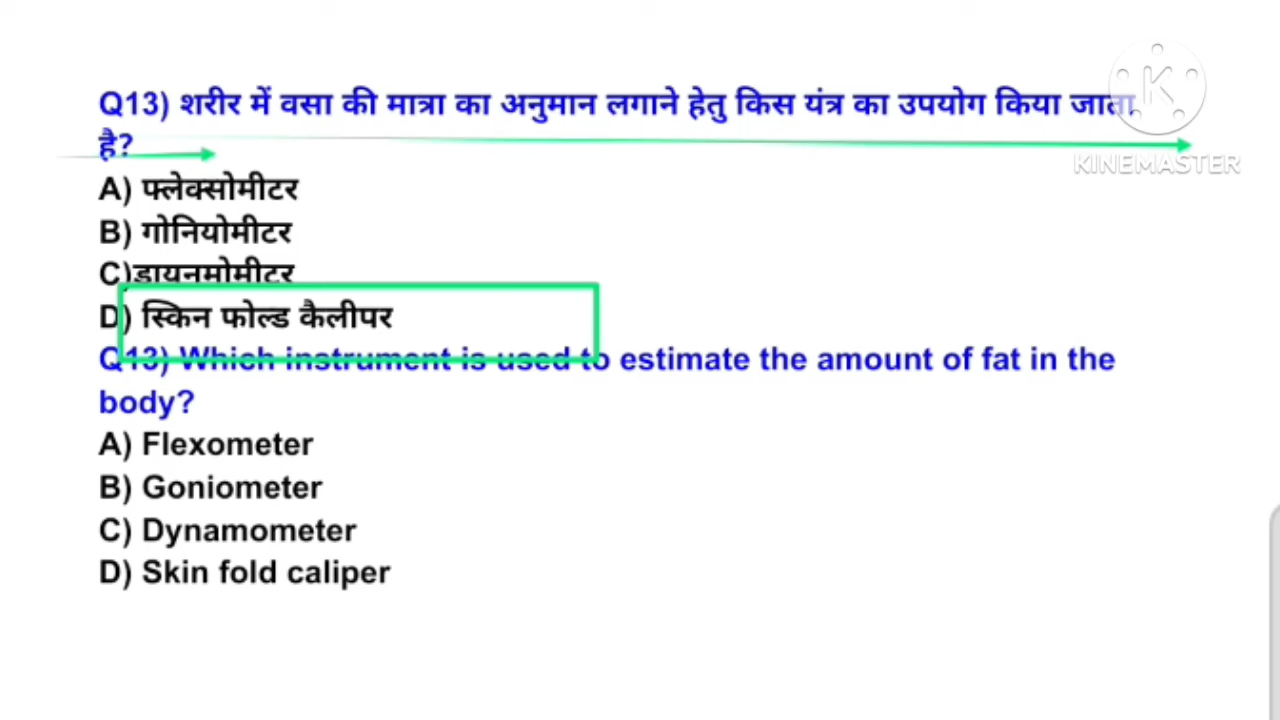 Q13) शरीर में वसा की मात्रा का अनुमान लगाने हेतु किस यंत्र का उपयोग किया जाता
है?
KINEMASTER
A) फ्लेक्सोमीटर
B) गोनियोमीटर
C)डायनमोमीटर
D) स्किन फोल्ड कैलीपर
Q13) Which instrument is used to estimate the amount of fat in the
body?
A) Flexometer
B) Goniometer
C) Dynamometer
D) Skin fold caliper